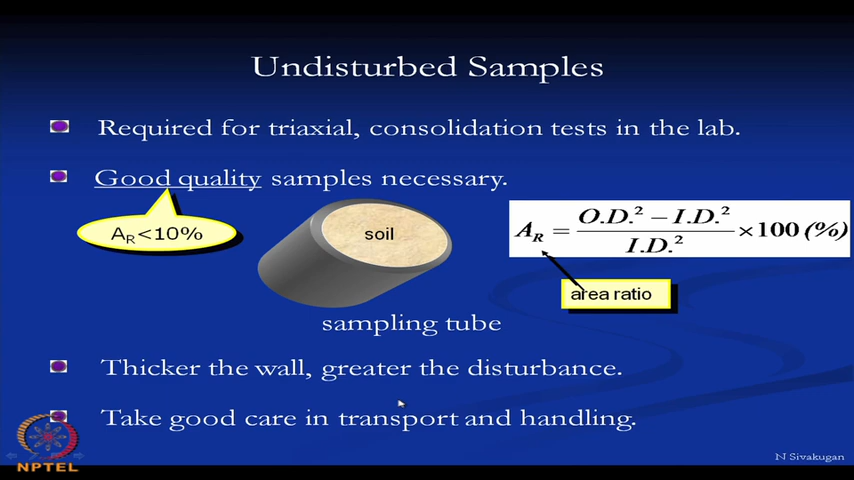 Undisturbed Samples
Required for triaxial, consolidation tests in the lab.
Good quality samples necessary.
A_R<10%
soil
A_R = (O.D.² − I.D.²) / I.D.² ×100 (%)
area ratio
sampling tube
Thicker the wall, greater the disturbance.
Take good care in transport and handling.
NPTEL
N Sivakugan